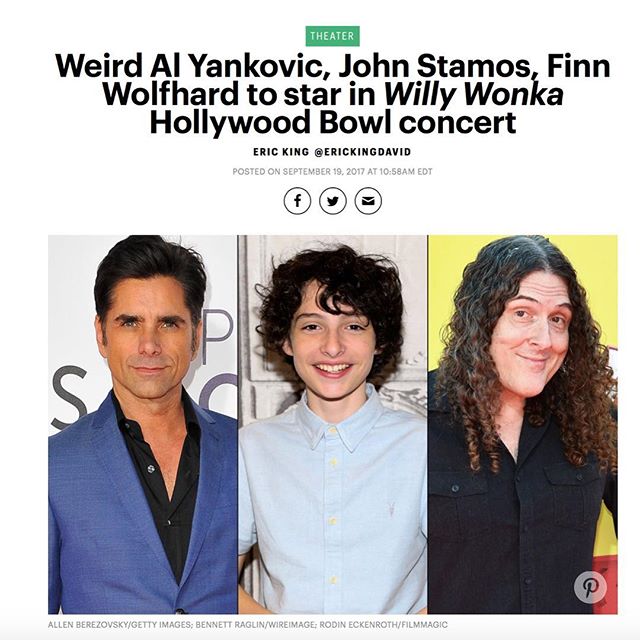 THEATER
Weird Al Yankovic, John Stamos, Finn
Wolfhard to star in Willy Wonka
Hollywood Bowl concert
ERIC KING @ERICKINGDAVID
POSTED ON SEPTEMBER 19, 2017 AT 10:58AM EDT
ALLEN BEREZOVSKY/GETTY IMAGES; BENNETT RAGLIN/WIREIMAGE; RODIN ECKENROTH/FILMMAGIC